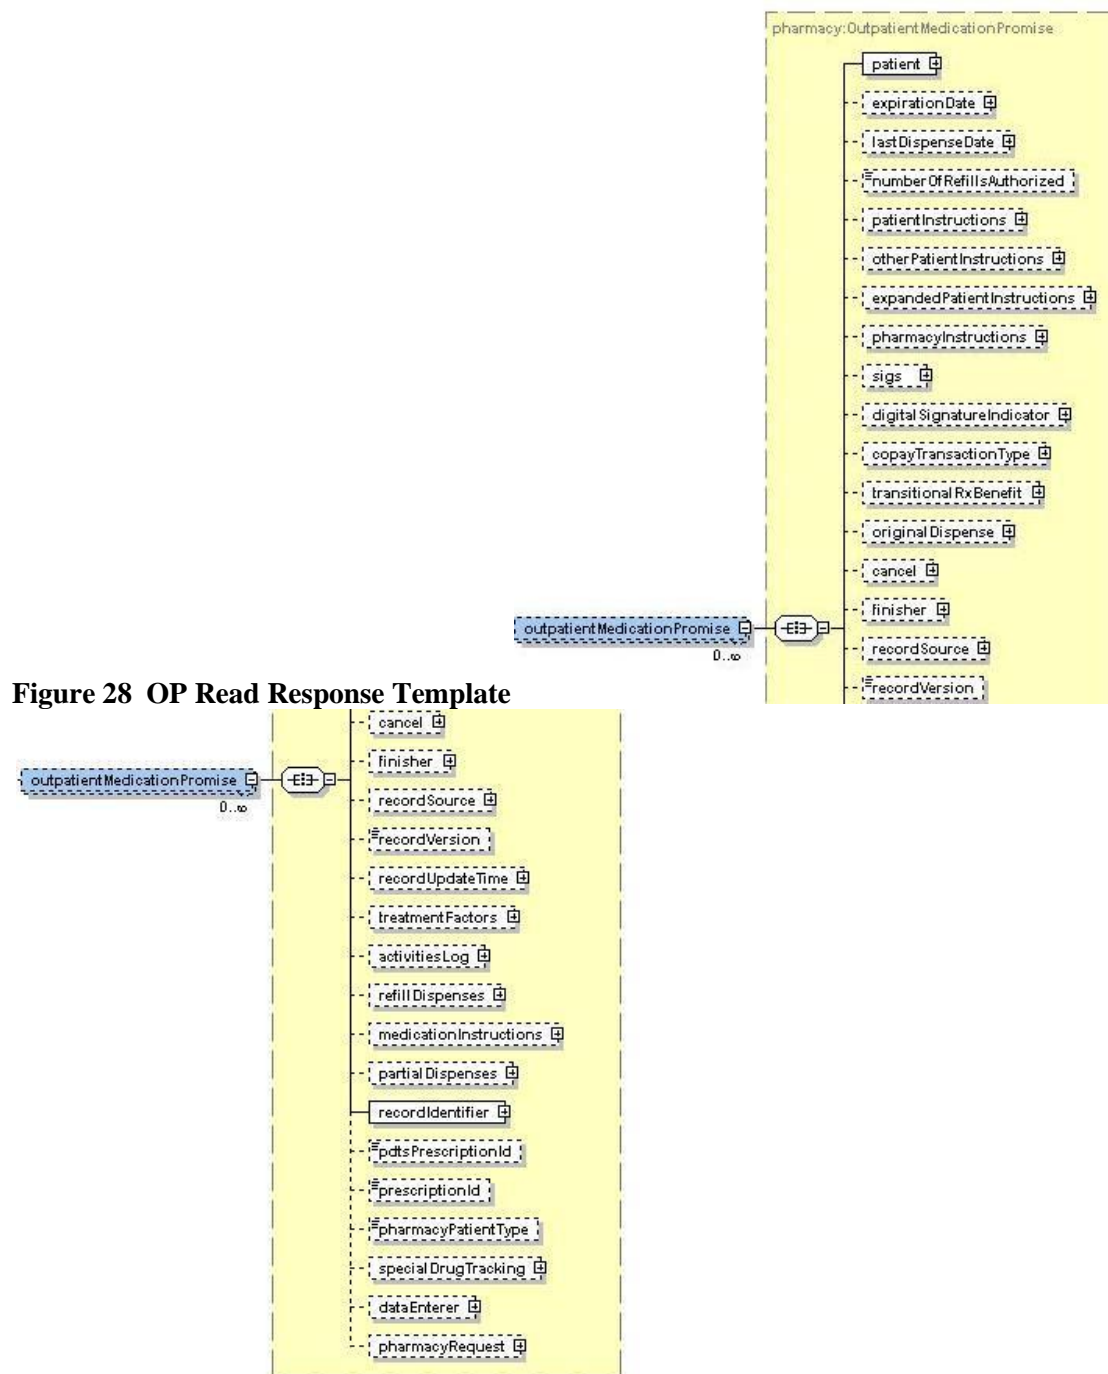 pharmacy:OutpatientMedicationPromise
patient
expirationDate
lastDispenseDate
numberOfRefillsAuthorized
patientInstructions
otherPatientInstructions
expandedPatientInstructions
pharmacyInstructions
sigs
digitalSignatureIndicator
copayTransactionType
transitionalRxBenefit
originalDispense
cancel
finisher
outpatientMedicationPromise
0..∞
recordSource
recordVersion
Figure 28 OP Read Response Template
cancel
finisher
outpatientMedicationPromise
0..∞
recordSource
recordVersion
recordUpdateTime
treatmentFactors
activitiesLog
refillDispenses
medicationInstructions
partialDispenses
recordIdentifier
pdtsPrescriptionId
prescriptionId
pharmacyPatientType
specialDrugTracking
dataEnterer
pharmacyRequest